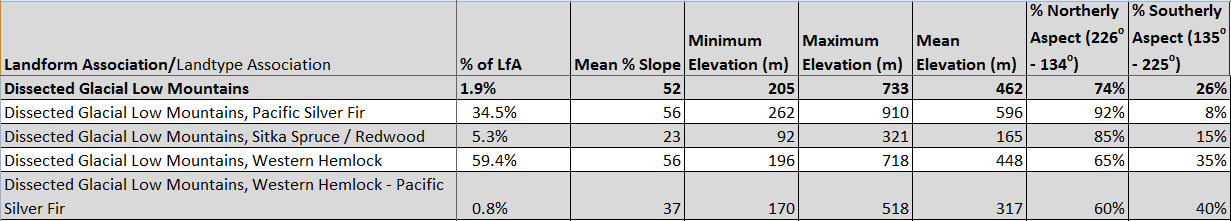 Landform Association/Landtype Association % of LfA Mean % Slope Minimum Elevation (m) Maximum Elevation (m) Mean Elevation (m) % Northerly Aspect (226° - 134°) % Southerly Aspect (135° - 225°)
Dissected Glacial Low Mountains 1.9% 52 205 733 462 74% 26%
Dissected Glacial Low Mountains, Pacific Silver Fir 34.5% 56 262 910 596 92% 8%
Dissected Glacial Low Mountains, Sitka Spruce / Redwood 5.3% 23 92 321 165 85% 15%
Dissected Glacial Low Mountains, Western Hemlock 59.4% 56 196 718 448 65% 35%
Dissected Glacial Low Mountains, Western Hemlock - Pacific
Silver Fir 0.8% 37 170 518 317 60% 40%